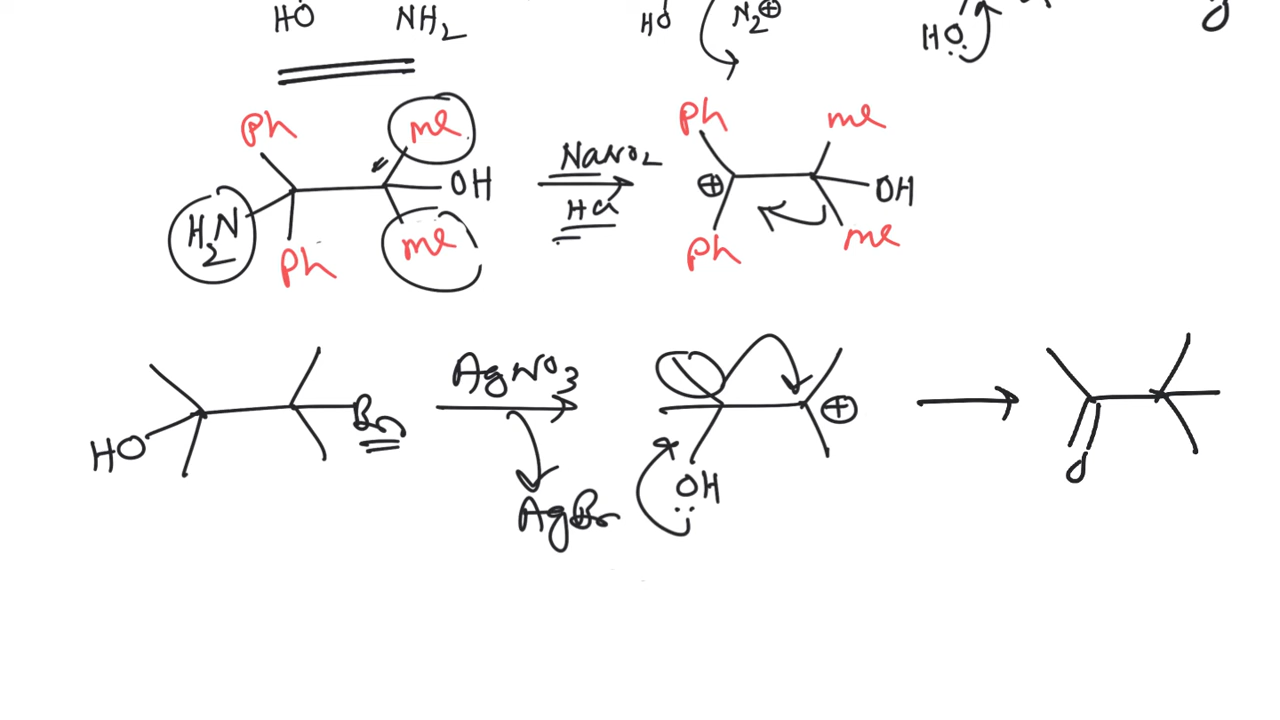 HO NH2 HO N2⊕ HO:
Ph me Ph me
H2N OH NaNO2 ⊕ OH
HCl
Ph me Ph me
HO Br AgNO3 ⊕
AgBr OH O